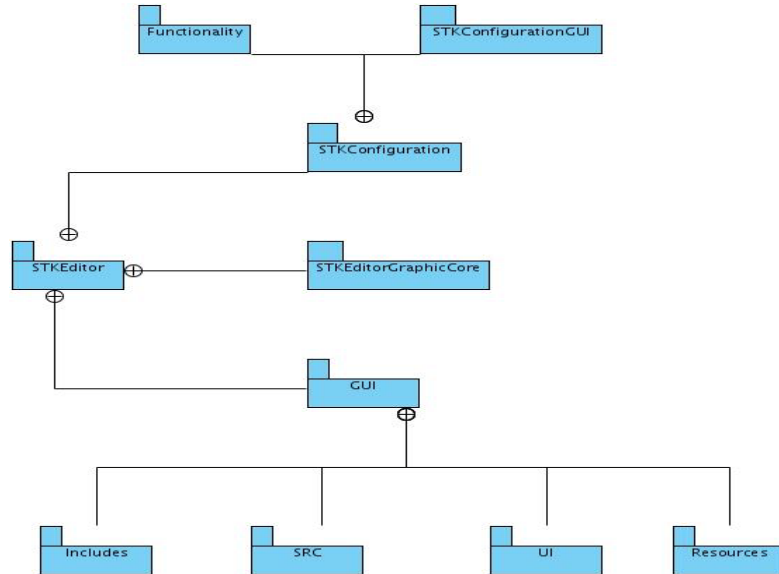 Functionality
STKConfigurationGUI
STKConfiguration
STKEditor
STKEditorGraphicCore
GUI
Includes
SRC
UI
Resources